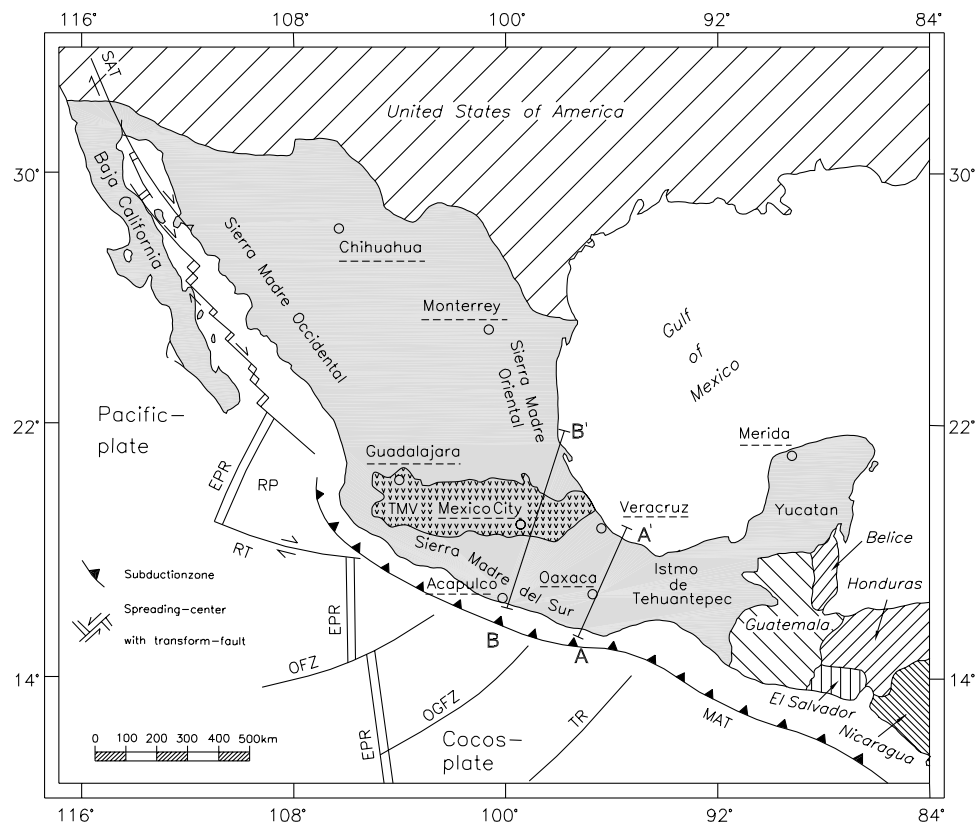 116° 108° 100° 92° 84°
SAT
United States of America
30° 30°
Baja
California
Sierra Madre Occidental
Chihuahua
Monterrey
Sierra Madre
Oriental
Gulf
of
Mexico
Pacific-
plate
22° 22°
B'
Merida
Guadalajara
EPR
RP
TMV
Mexico City
Veracruz
A'
Yucatan
RT
Sierra Madre del Sur
Belice
Subductionzone
Acapulco
Oaxaca
Istmo
de
Tehuantepec
Honduras
Spreading-center
with transform-fault
EPR
B
A
Guatemala
OFZ
14° 14°
OGFZ
TR
MAT
El Salvador
Nicaragua
EPR
Cocos-
plate
0 100 200 300 400 500km
116° 108° 100° 92° 84°